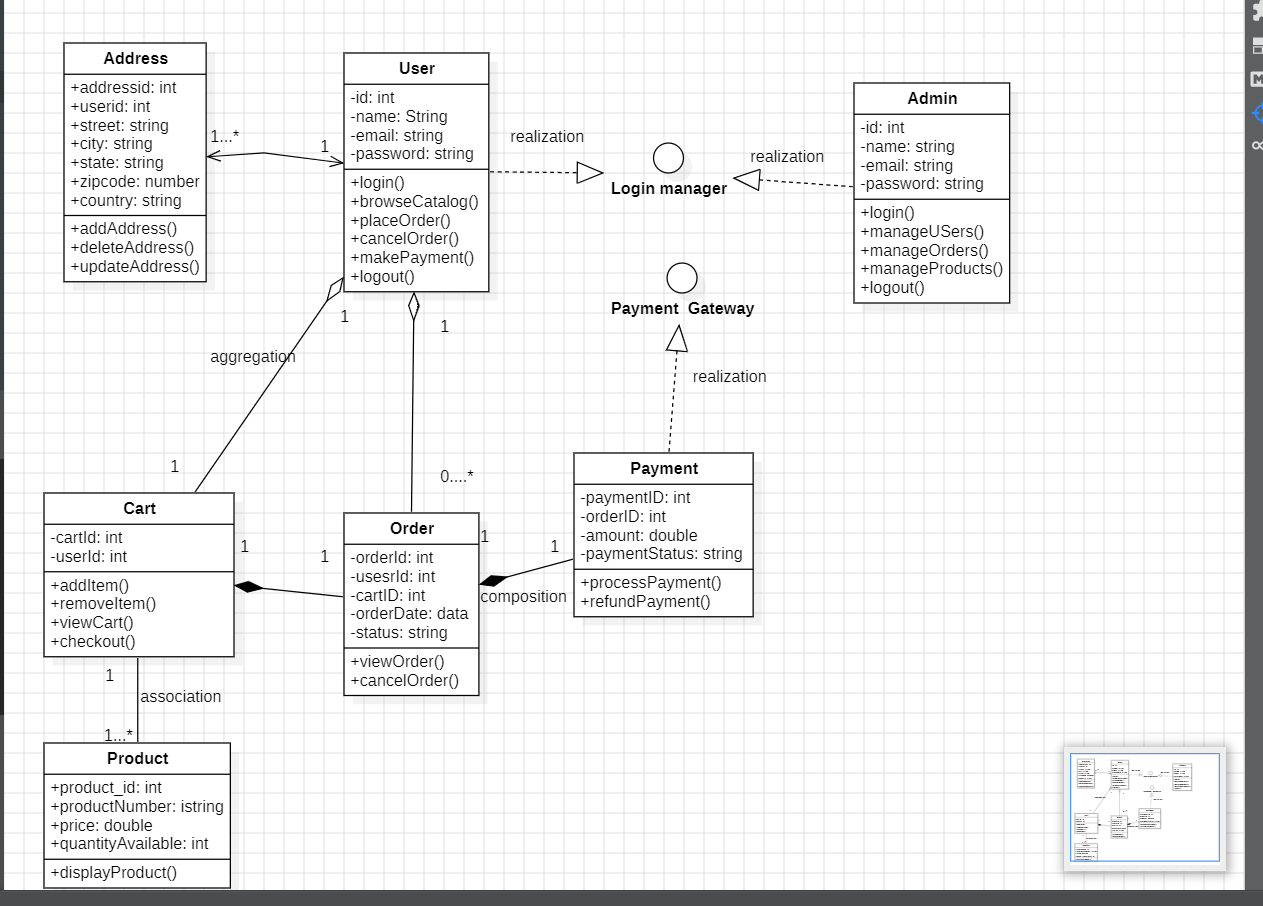 Address
+addressid: int
+userid: int
+street: string
+city: string
+state: string
+zipcode: number
+country: string
+addAddress()
+deleteAddress()
+updateAddress()
1...*
1
User
-id: int
-name: String
-email: string
-password: string
+login()
+browseCatalog()
+placeOrder()
+cancelOrder()
+makePayment()
+logout()
realization
Login manager
realization
Admin
-id: int
-name: string
-email: string
-password: string
+login()
+manageUSers()
+manageOrders()
+manageProducts()
+logout()
Payment Gateway
realization
1
1
aggregation
1
0....*
Cart
-cartId: int
-userId: int
+addItem()
+removeItem()
+viewCart()
+checkout()
1
1
Order
-orderId: int
-usesrId: int
-cartID: int
-orderDate: data
-status: string
+viewOrder()
+cancelOrder()
1
1
composition
Payment
-paymentID: int
-orderID: int
-amount: double
-paymentStatus: string
+processPayment()
+refundPayment()
1
association
1...*
Product
+product_id: int
+productNumber: istring
+price: double
+quantityAvailable: int
+displayProduct()